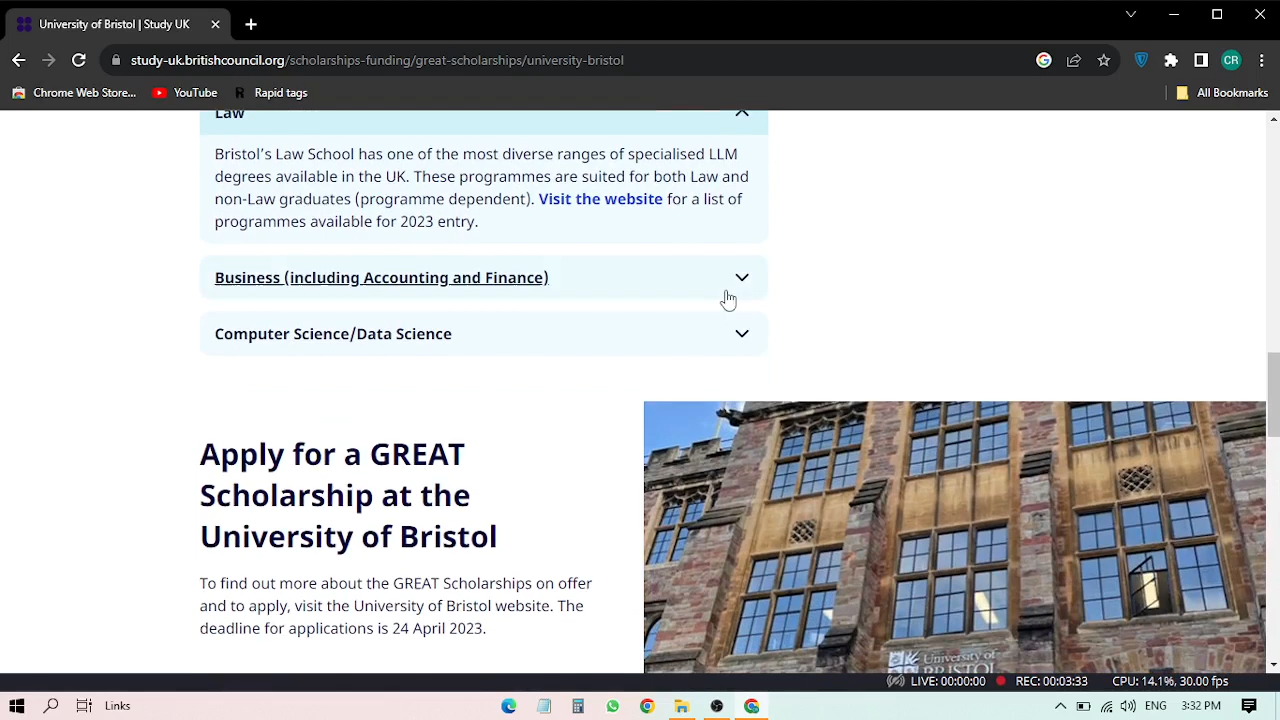 University of Bristol | Study UK
study-uk.britishcouncil.org/scholarships-funding/great-scholarships/university-bristol
CR
Chrome Web Store...
YouTube
R Rapid tags
All Bookmarks
Law
Bristol's Law School has one of the most diverse ranges of specialised LLM
degrees available in the UK. These programmes are suited for both Law and
non-Law graduates (programme dependent). Visit the website for a list of
programmes available for 2023 entry.
Business (including Accounting and Finance)
Computer Science/Data Science
Apply for a GREAT
Scholarship at the
University of Bristol
To find out more about the GREAT Scholarships on offer
and to apply, visit the University of Bristol website. The
deadline for applications is 24 April 2023.
University of
BRISTOL
LIVE: 00:00:00 REC: 00:03:33 CPU: 14.1%, 30.00 fps
Links
ENG 3:32 PM